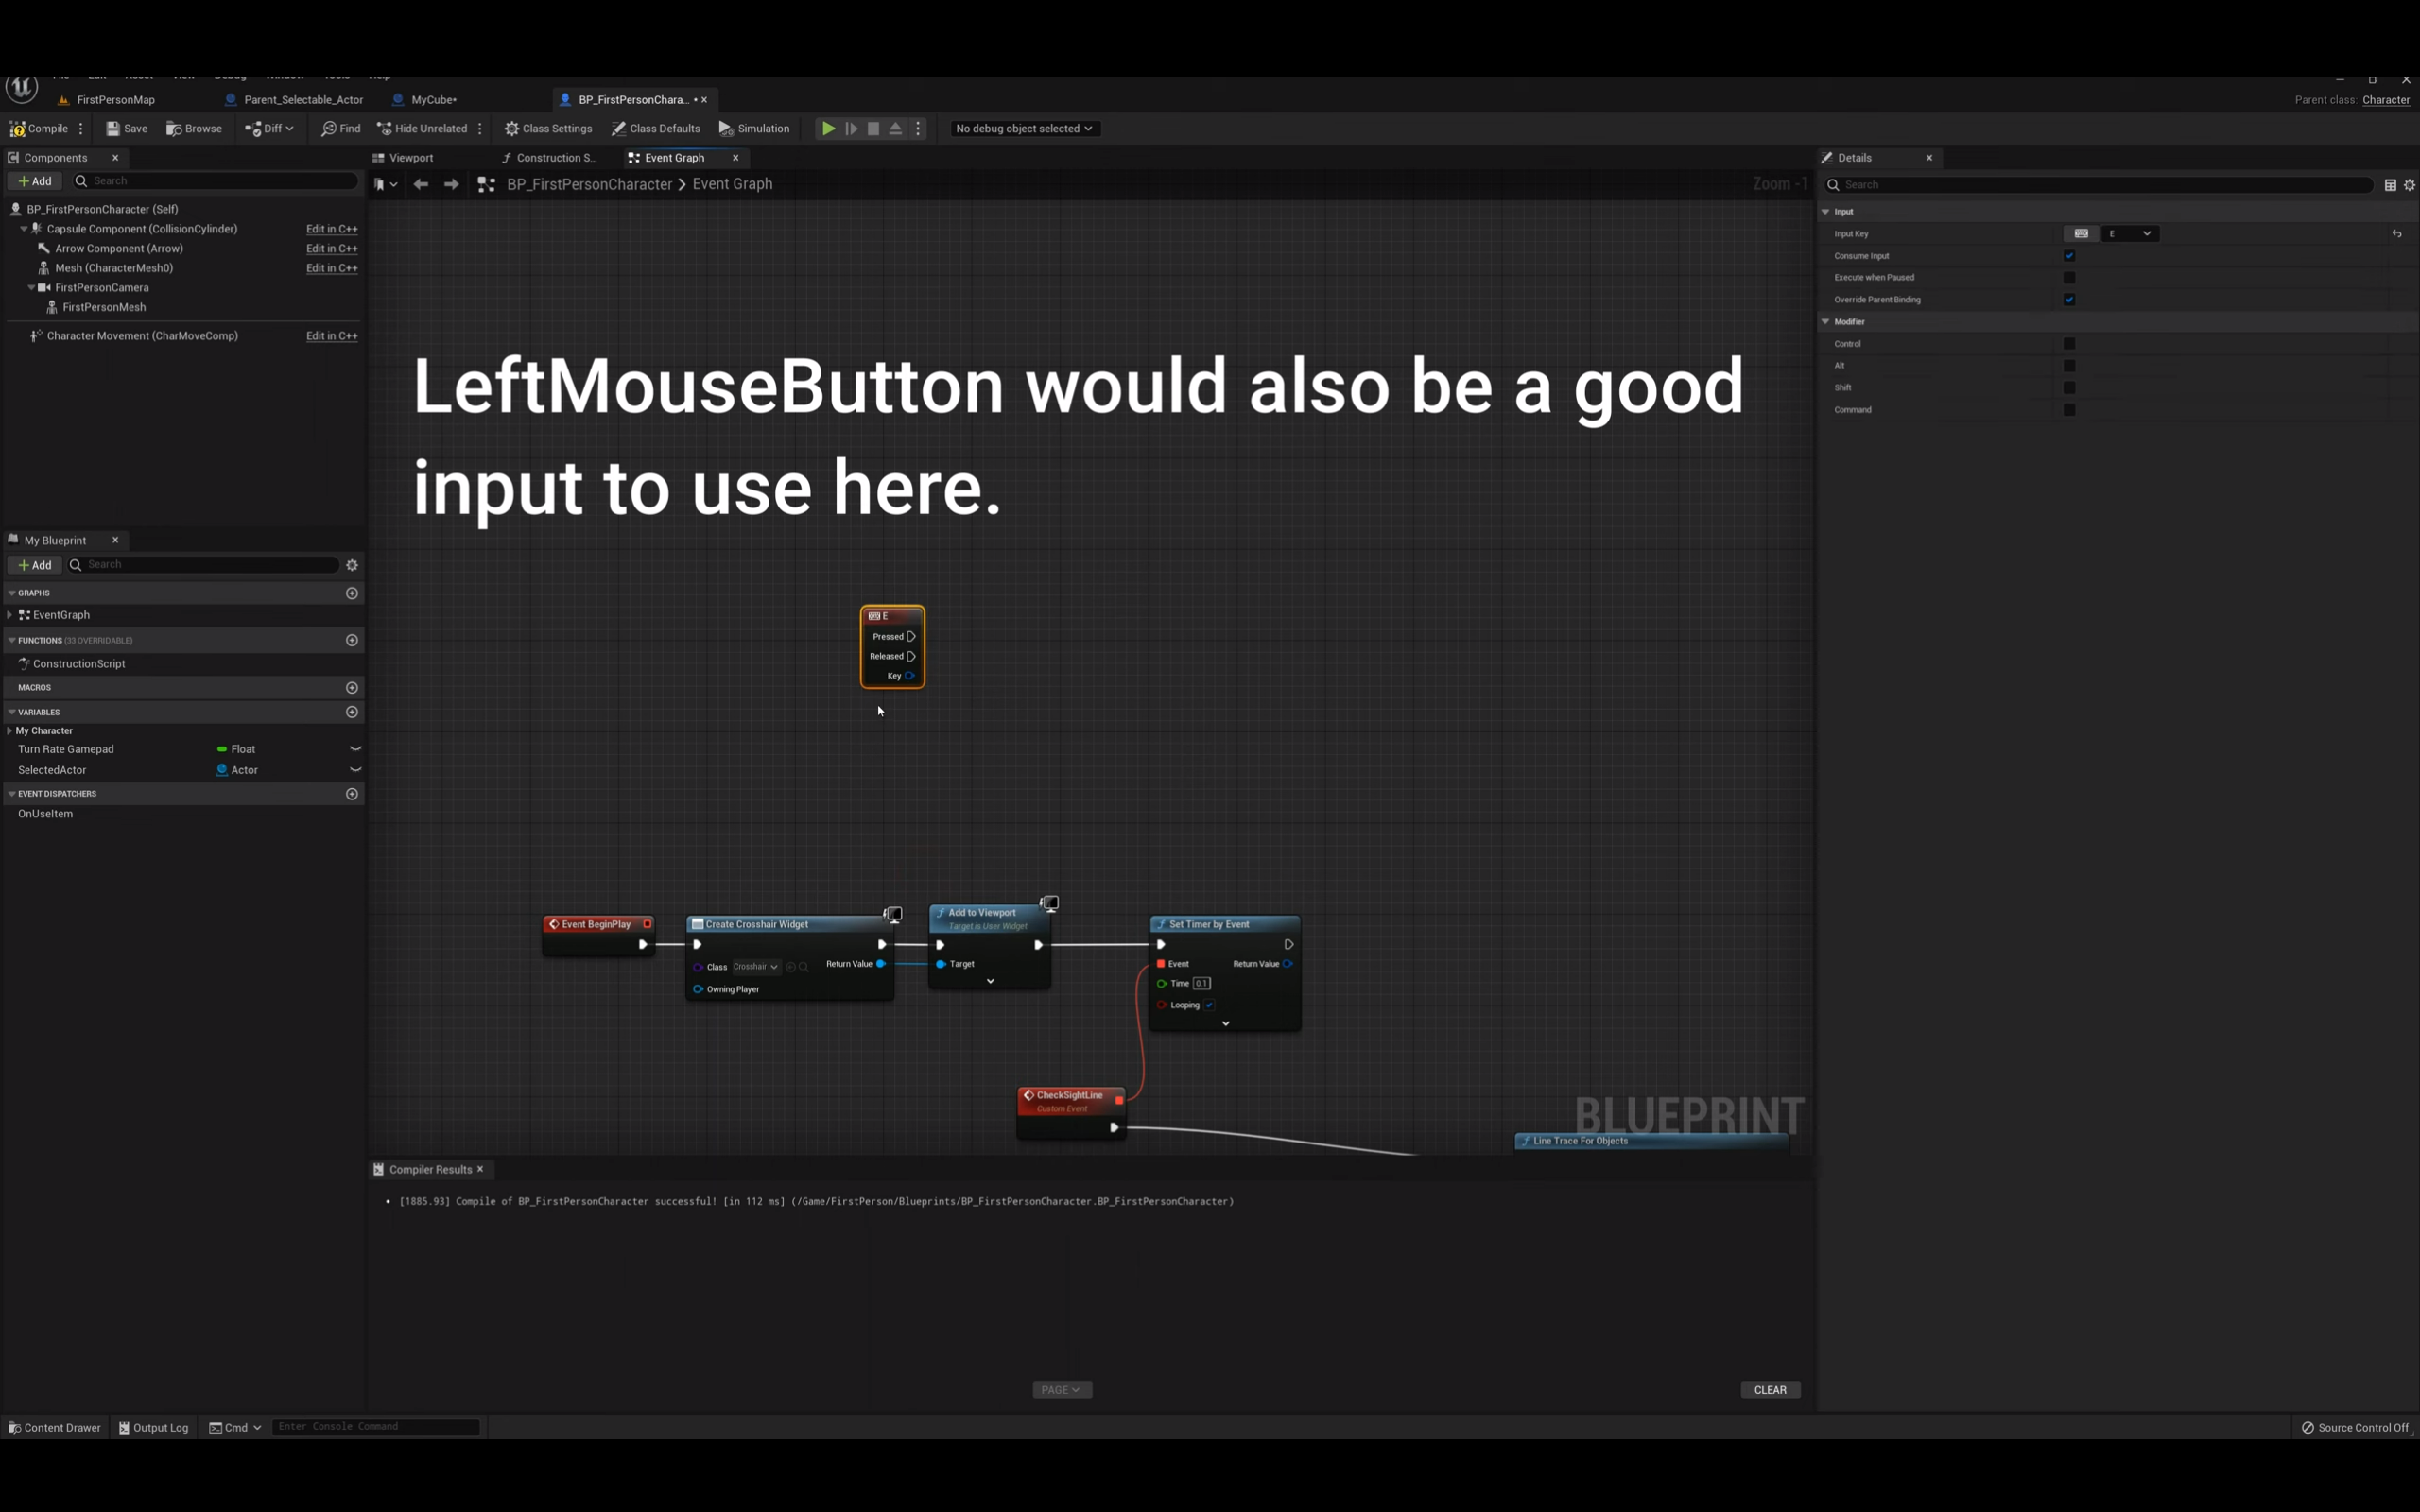 File Edit Asset View Debug Window Tools Help
FirstPersonMap Parent_Selectable_Actor MyCube• BP_FirstPersonChara... •
Parent class: Character
Compile Save Browse Diff Find Hide Unrelated Class Settings Class Defaults Simulation No debug object selected
Components
Add Search
BP_FirstPersonCharacter (Self)
Capsule Component (CollisionCylinder) Edit in C++
Arrow Component (Arrow) Edit in C++
Mesh (CharacterMesh0) Edit in C++
FirstPersonCamera
FirstPersonMesh
Character Movement (CharMoveComp) Edit in C++
My Blueprint
Add Search
GRAPHS
EventGraph
FUNCTIONS (33 OVERRIDABLE)
ConstructionScript
MACROS
VARIABLES
My Character
Turn Rate Gamepad Float
SelectedActor Actor
EVENT DISPATCHERS
OnUseItem
Viewport Construction S... Event Graph
BP_FirstPersonCharacter > Event Graph Zoom -1
LeftMouseButton would also be a good
input to use here.
E
Pressed
Released
Key
Event BeginPlay
Create Crosshair Widget
Class Crosshair Return Value
Owning Player
Add to Viewport
Target is User Widget
Target
Set Timer by Event
Event Return Value
Time 0.1
Looping
CheckSightLine
Custom Event
BLUEPRINT
Line Trace For Objects
Compiler Results
• [1885.93] Compile of BP_FirstPersonCharacter successful! [in 112 ms] (/Game/FirstPerson/Blueprints/BP_FirstPersonCharacter.BP_FirstPersonCharacter)
PAGE CLEAR
Details
Search
Input
Input Key E
Consume Input
Execute when Paused
Override Parent Binding
Modifier
Control
Alt
Shift
Command
Content Drawer Output Log Cmd Enter Console Command Source Control Off